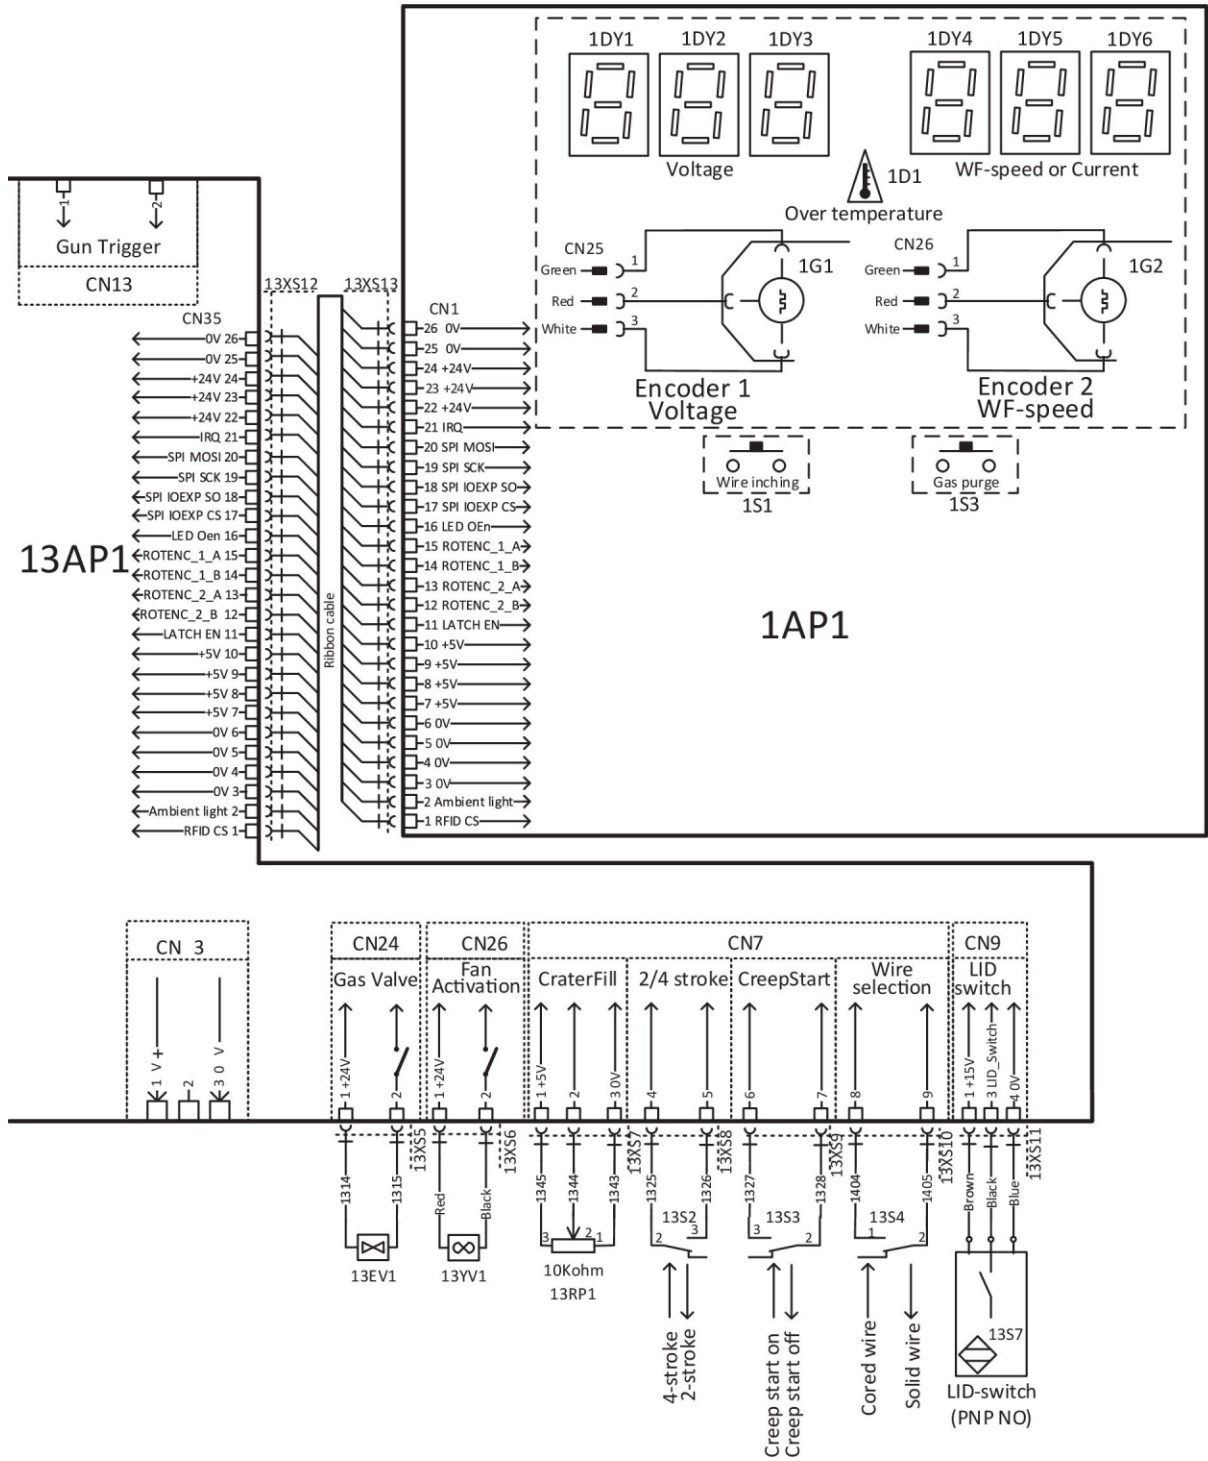 1DY1 1DY2 1DY3 1DY4 1DY5 1DY6
Voltage
WF-speed or Current
1D1
Over temperature
CN25
Green 1
Red 2
White 3
1G1
Encoder 1
Voltage
CN26
Green 1
Red 2
White 3
1G2
Encoder 2
WF-speed
Wire inching
1S1
Gas purge
1S3
1AP1
1
2
Gun Trigger
CN13
13XS12
13XS13
CN35
0V 26
0V 25
+24V 24
+24V 23
+24V 22
IRQ 21
SPI MOSI 20
SPI SCK 19
SPI IOEXP SO 18
SPI IOEXP CS 17
LED Oen 16
ROTENC_1_A 15
ROTENC_1_B 14
ROTENC_2_A 13
ROTENC_2_B 12
LATCH EN 11
+5V 10
+5V 9
+5V 8
+5V 7
0V 6
0V 5
0V 4
0V 3
Ambient light 2
RFID CS 1
13AP1
Ribbon cable
CN1
26 0V
25 0V
24 +24V
23 +24V
22 +24V
21 IRQ
20 SPI MOSI
19 SPI SCK
18 SPI IOEXP SO
17 SPI IOEXP CS
16 LED OEn
15 ROTENC_1_A
14 ROTENC_1_B
13 ROTENC_2_A
12 ROTENC_2_B
11 LATCH EN
10 +5V
9 +5V
8 +5V
7 +5V
6 0V
5 0V
4 0V
3 0V
2 Ambient light
1 RFID CS
CN 3
1 V +
2
3 0 V
CN24
Gas Valve
1 +24V
2
13XS5
1314
1315
13EV1
CN26
Fan
Activation
1 +24V
2
13XS6
Red
Black
13YV1
CN7
CraterFill
1 +5V
2
3 0V
13XS7
1345
1344
1343
3 2 1
10Kohm
13RP1
2/4 stroke
4
5
13XS8
1325
1326
13S2
2 3
4-stroke
2-stroke
CreepStart
6
7
13XS9
1327
1328
13S3
3 2
Creep start on
Creep start off
Wire
selection
8
9
13XS10
1404
1405
13S4
1 2
Cored wire
Solid wire
CN9
LID
switch
1 +15V
3 LID_Switch
4 0V
13XS11
Brown
Black
Blue
13S7
LID-switch
(PNP NO)